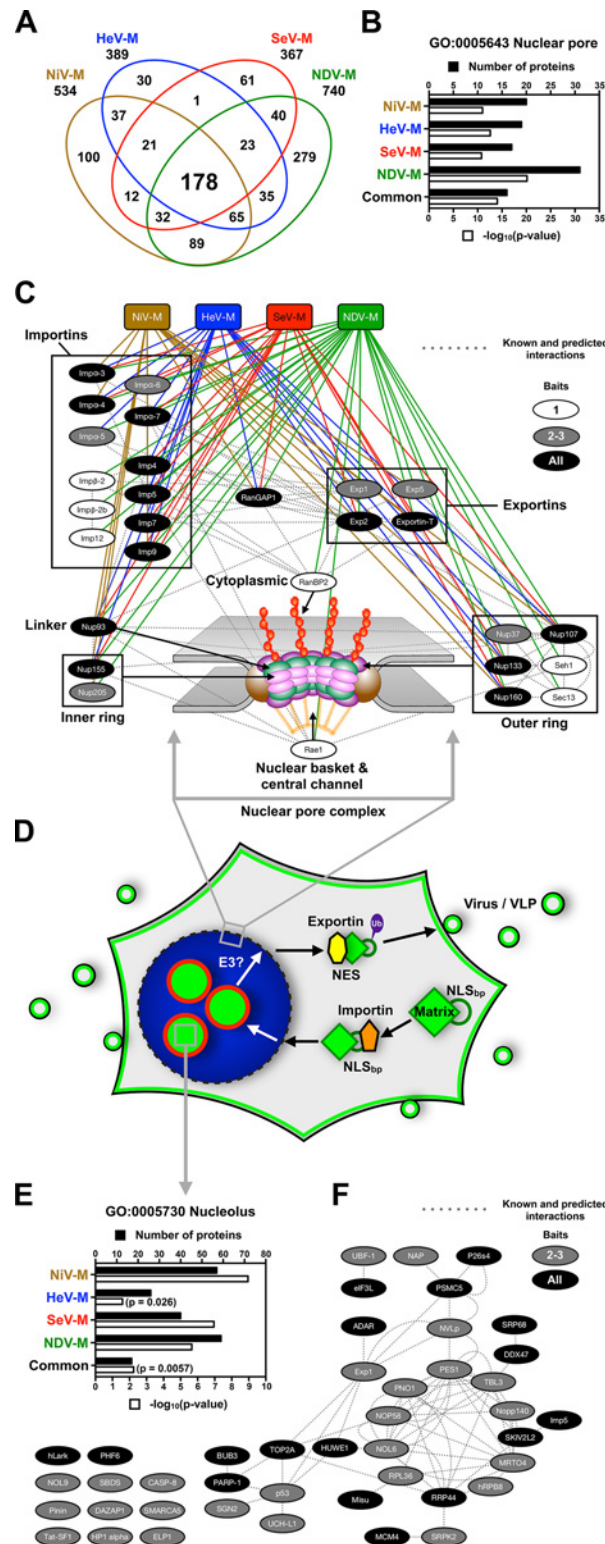 A
HeV-M
389
SeV-M
367
NiV-M
534
NDV-M
740
30
61
1
37
40
100
21
23
279
178
12
35
32
65
89
B
GO:0005643 Nuclear pore
Number of proteins
0 5 10 15 20 25 30 35
NiV-M
HeV-M
SeV-M
NDV-M
Common
0 5 10 15 20 25 30 35
-log10(p-value)
C
NiV-M
HeV-M
SeV-M
NDV-M
Importins
Known and predicted
interactions
Baits
1
2-3
All
Impα-3
Impα-6
Impα-4
Impα-7
Impα-5
Imp4
Impβ-2
Imp5
Impβ-2b
Imp7
Imp12
Imp9
RanGAP1
Exp1
Exp5
Exp2
Exportin-T
Exportins
Cytoplasmic
RanBP2
Linker
Nup93
Nup155
Nup205
Inner ring
Nup37
Nup107
Nup133
Seh1
Nup160
Sec13
Outer ring
Rae1
Nuclear basket &
central channel
Nuclear pore complex
D
Virus / VLP
Exportin
Ub
E3?
NES
NLSbp
Importin
Matrix
NLSbp
E
GO:0005730 Nucleolus
Number of proteins
0 10 20 30 40 50 60 70 80
NiV-M
HeV-M
(p = 0.026)
SeV-M
NDV-M
Common
(p = 0.0057)
0 1 2 3 4 5 6 7 8 9 10
-log10(p-value)
F
Known and predicted
interactions
Baits
2-3
All
UBF-1
NAP
P26s4
eIF3L
PSMC5
ADAR
NVLp
SRP68
DDX47
Exp1
PES1
TBL3
PNO1
Nopp140
NOP58
Imp5
SKIV2L2
NOL6
MRTO4
hLark
PHF6
BUB3
TOP2A
HUWE1
RPL36
hRPB8
NOL9
SBDS
CASP-8
PARP-1
p53
Misu
RRP44
Pinin
DAZAP1
SMARCA5
SGN2
UCH-L1
MCM4
SRPK2
Tat-SF1
HP1 alpha
ELP1